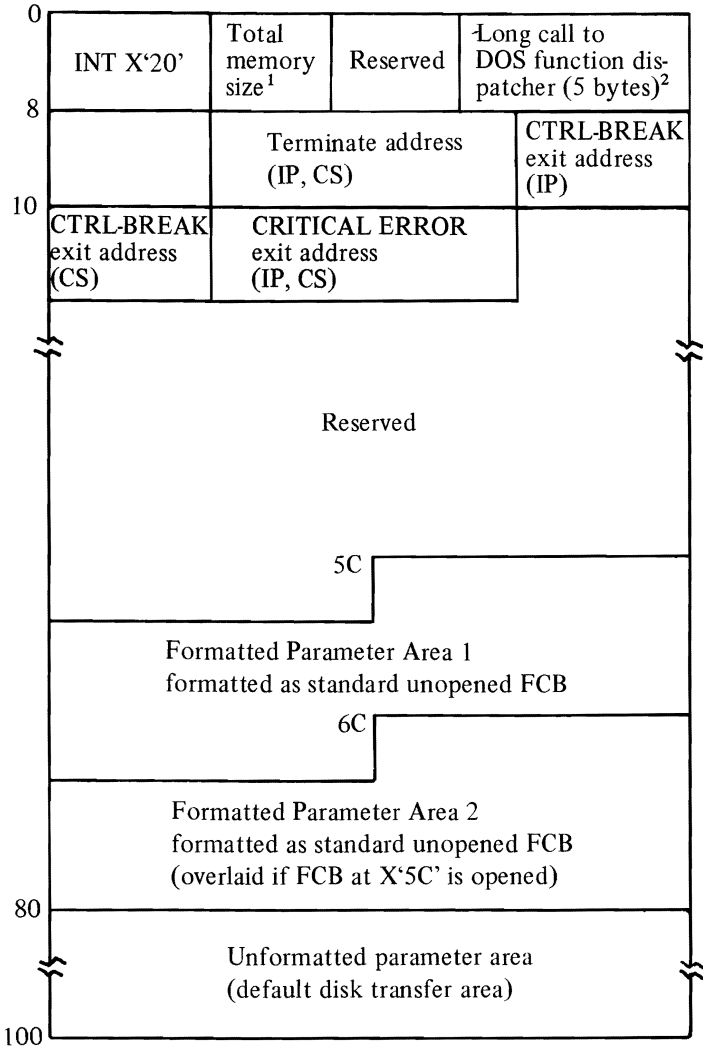 0
INT X‘20’
Total
memory
size¹
Reserved
Long call to
DOS function dis-
patcher (5 bytes)²
8
Terminate address
(IP, CS)
CTRL-BREAK
exit address
(IP)
10
CTRL-BREAK
exit address
(CS)
CRITICAL ERROR
exit address
(IP, CS)
Reserved
5C
Formatted Parameter Area 1
formatted as standard unopened FCB
6C
Formatted Parameter Area 2
formatted as standard unopened FCB
(overlaid if FCB at X‘5C’ is opened)
80
Unformatted parameter area
(default disk transfer area)
100